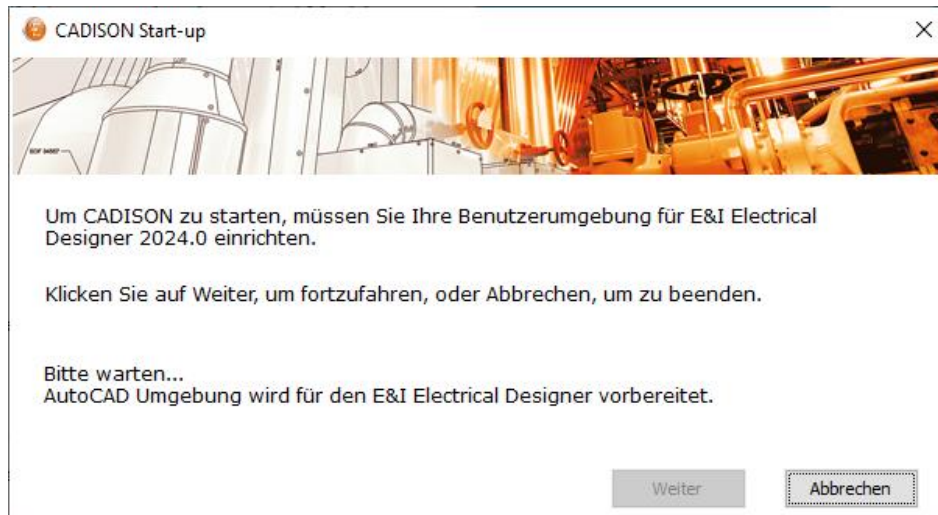 CADISON Start-up
Um CADISON zu starten, müssen Sie Ihre Benutzerumgebung für E&I Electrical
Designer 2024.0 einrichten.
Klicken Sie auf Weiter, um fortzufahren, oder Abbrechen, um zu beenden.
Bitte warten...
AutoCAD Umgebung wird für den E&I Electrical Designer vorbereitet.
Weiter
Abbrechen